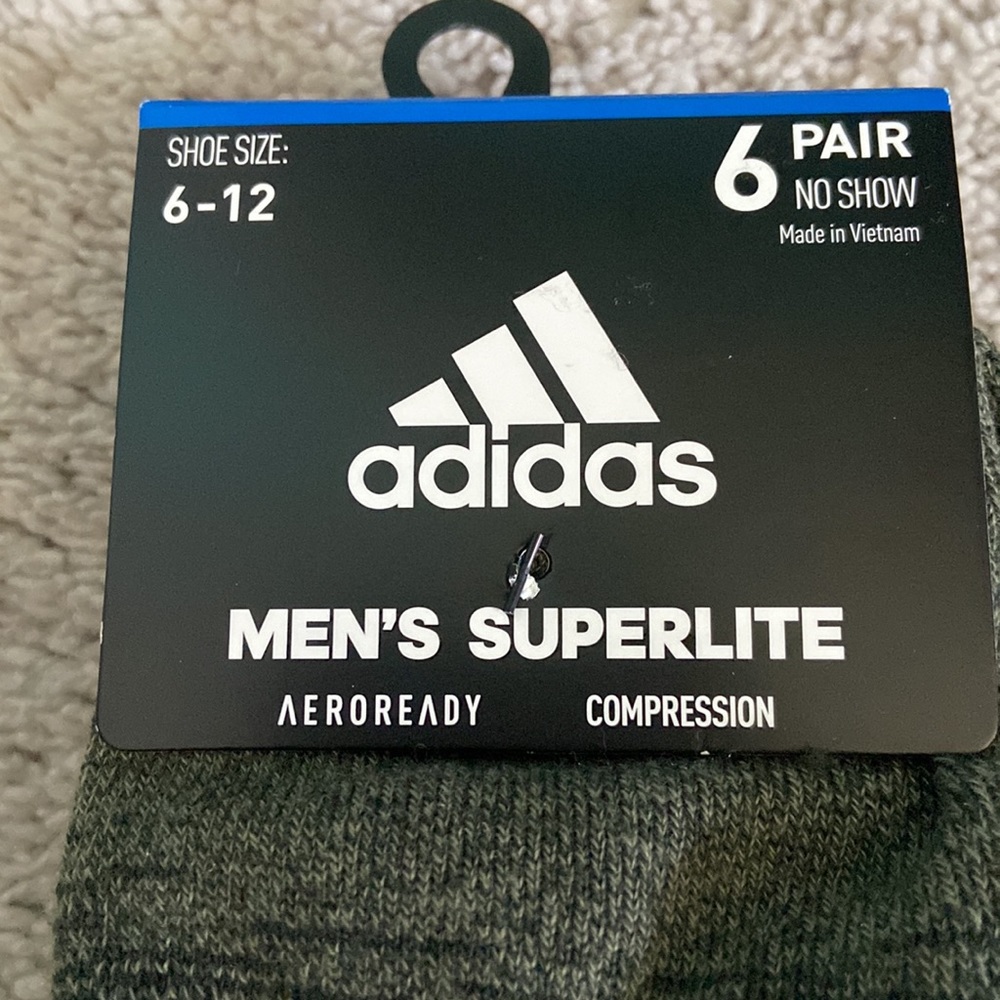 SHOE SIZE:
6-12
6 PAIR
NO SHOW
Made in Vietnam
adidas
MEN'S SUPERLITE
AEROREADY COMPRESSION